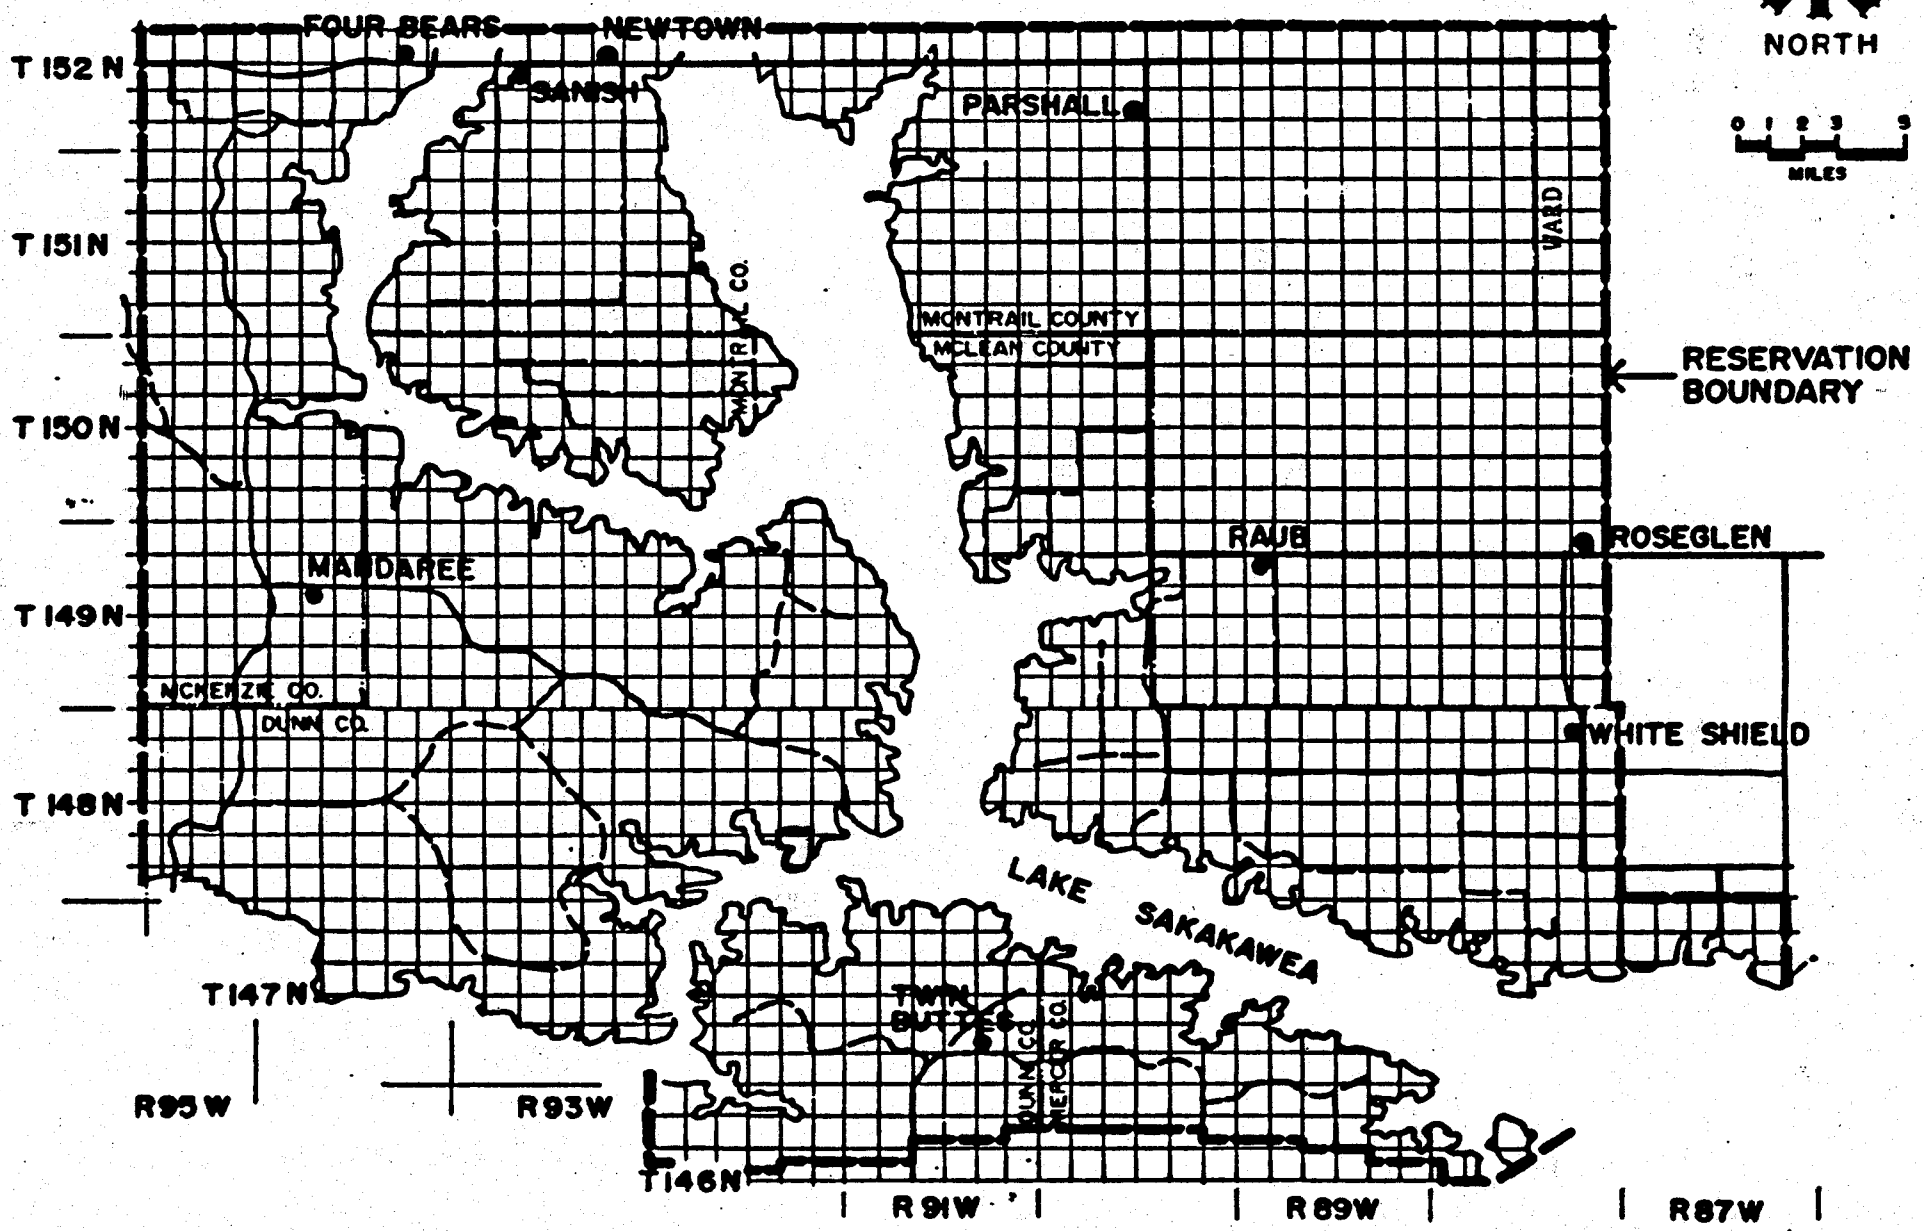 FOUR BEARS
NEWTOWN
NORTH
T 152 N
SANISH
PARSHALL
0 1 2 3 5
MILES
WARD
T 151 N
MONTRAIL CO.
MONTRAIL COUNTY
MCLEAN COUNTY
RESERVATION
BOUNDARY
T 150 N
RAUB
ROSEGLEN
MANDAREE
T 149 N
MCKENZIE CO.
DUNN CO.
WHITE SHIELD
T 148 N
LAKE
SAKAKAWEA
T 147 N
TWIN
BUTTES
DUNN CO.
MERCER CO.
R 95 W
R 93 W
T 146 N
R 91 W
R 89 W
R 87 W